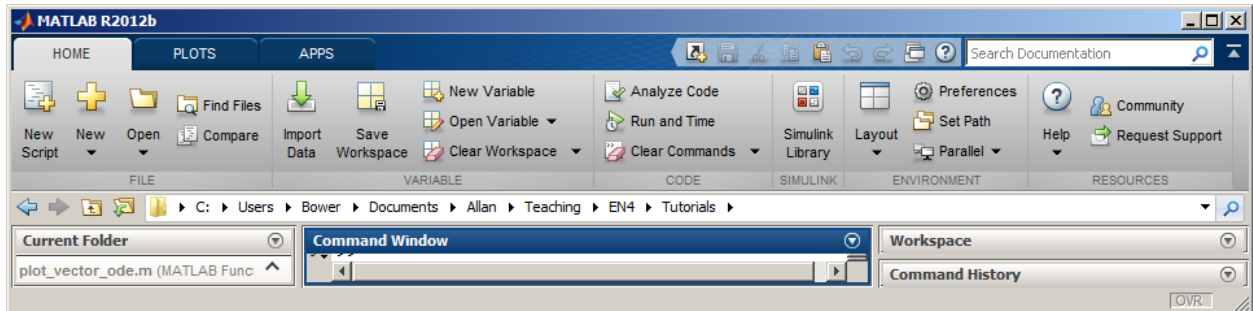 MATLAB R2012b
HOME PLOTS APPS Search Documentation
New Script
New
Open
Find Files
Compare
FILE
Import Data
Save Workspace
New Variable
Open Variable
Clear Workspace
VARIABLE
Analyze Code
Run and Time
Clear Commands
CODE
Simulink Library
SIMULINK
Layout
Preferences
Set Path
Parallel
ENVIRONMENT
Help
Community
Request Support
RESOURCES
C: Users Bower Documents Allan Teaching EN4 Tutorials
Current Folder
plot_vector_ode.m (MATLAB Func
Command Window
Workspace
Command History
OVR